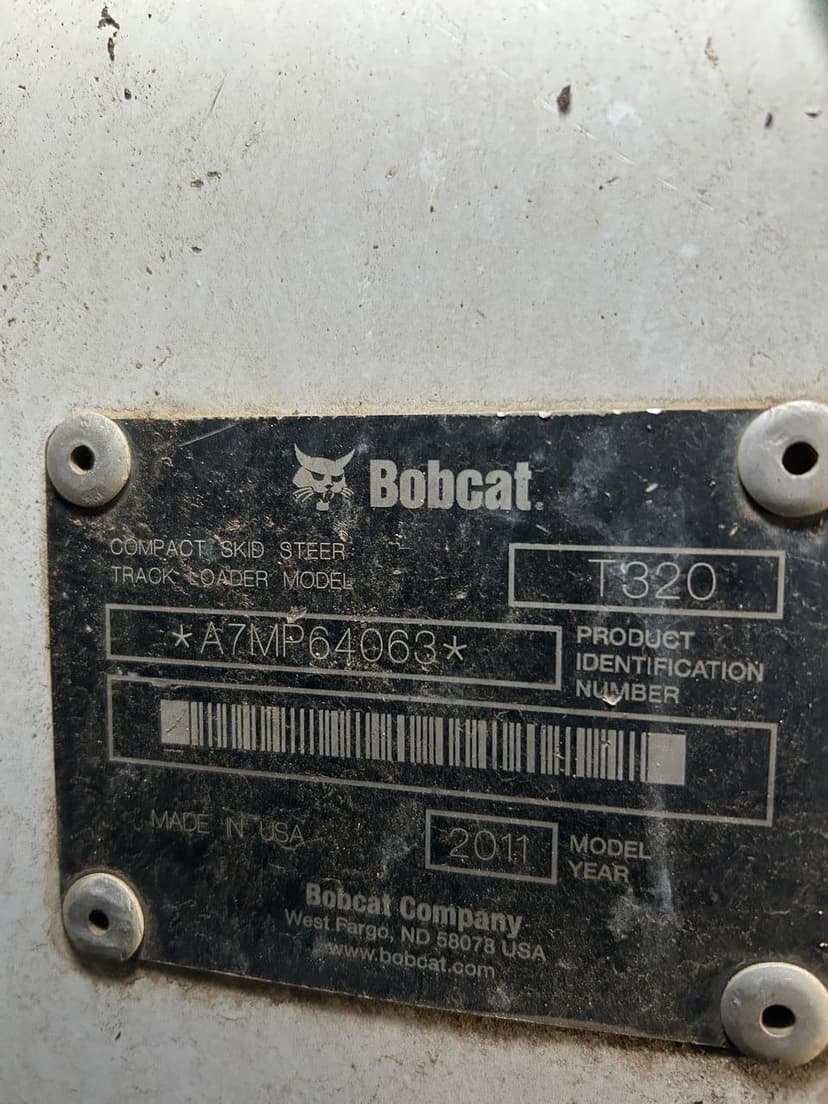 Bobcat.
COMPACT SKID STEER
TRACK LOADER MODEL
T320
*A7MP64063*
PRODUCT
IDENTIFICATION
NUMBER
MADE IN USA
2011
MODEL
YEAR
Bobcat Company
West Fargo, ND 58078 USA
www.bobcat.com